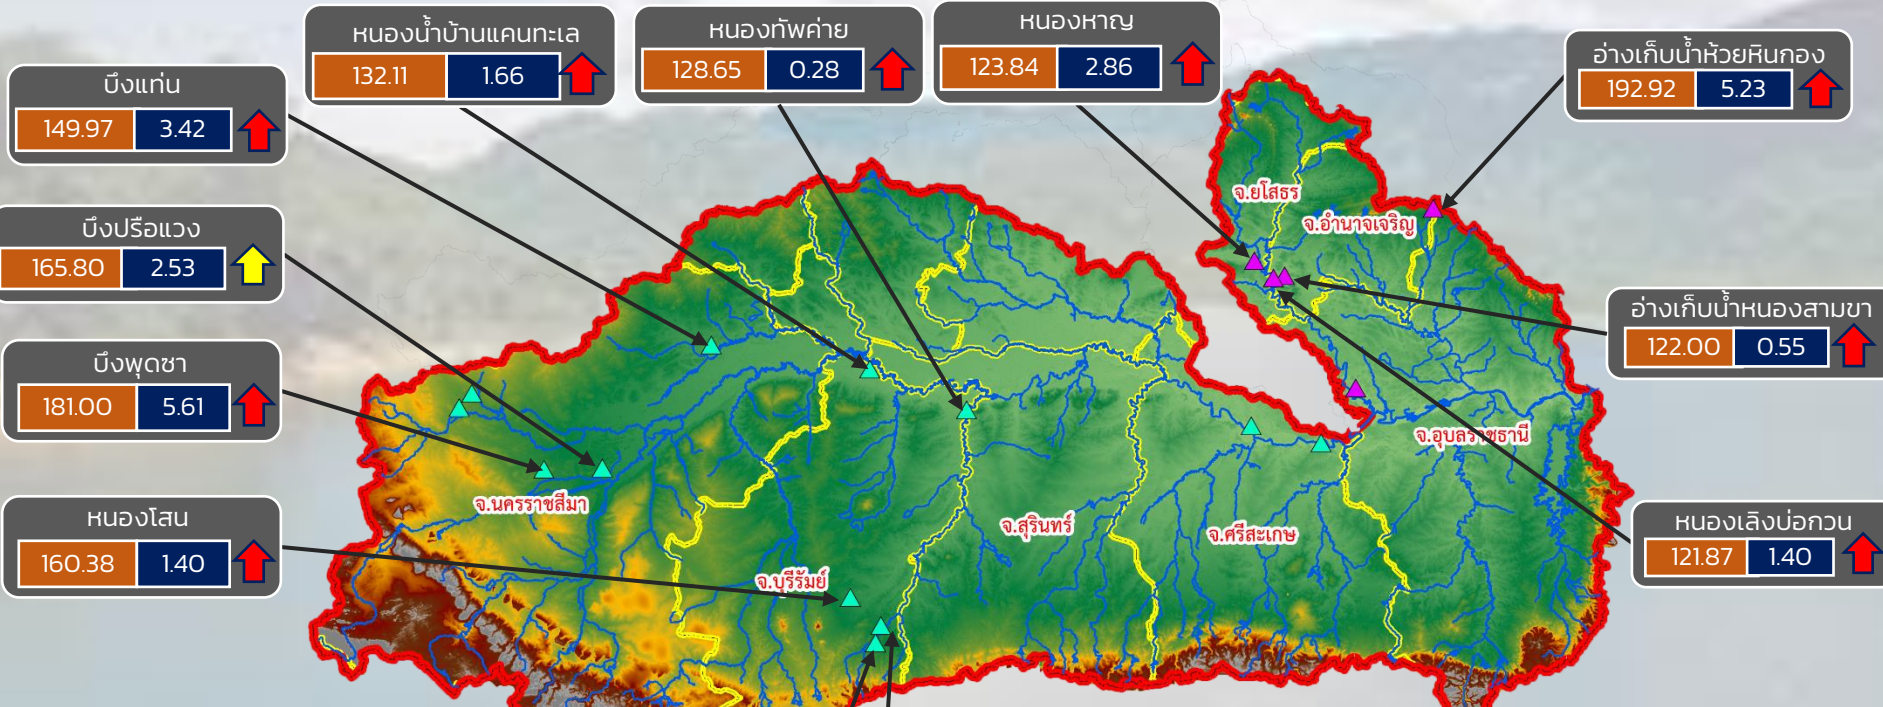 หนองน้ำบ้านแคนทะเล
132.11 1.66
หนองทัพค่าย
128.65 0.28
หนองหาญ
123.84 2.86
อ่างเก็บน้ำห้วยหินกอง
192.92 5.23
บึงแท่น
149.97 3.42
บึงปรือแวง
165.80 2.53
บึงพุดซา
181.00 5.61
หนองโสน
160.38 1.40
อ่างเก็บน้ำหนองสามขา
122.00 0.55
หนองเลิงบ่อกวน
121.87 1.40
จ.ยโสธร
จ.อำนาจเจริญ
จ.อุบลราชธานี
จ.นครราชสีมา
จ.สุรินทร์
จ.ศรีสะเกษ
จ.บุรีรัมย์